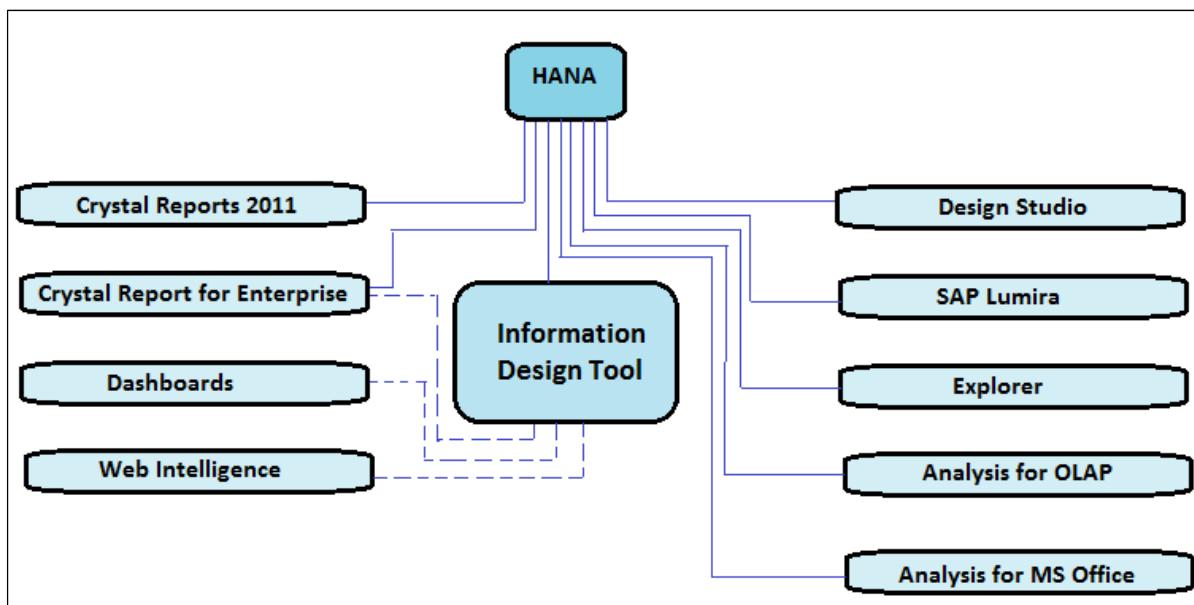 HANA
Crystal Reports 2011
Crystal Report for Enterprise
Dashboards
Web Intelligence
Information
Design Tool
Design Studio
SAP Lumira
Explorer
Analysis for OLAP
Analysis for MS Office